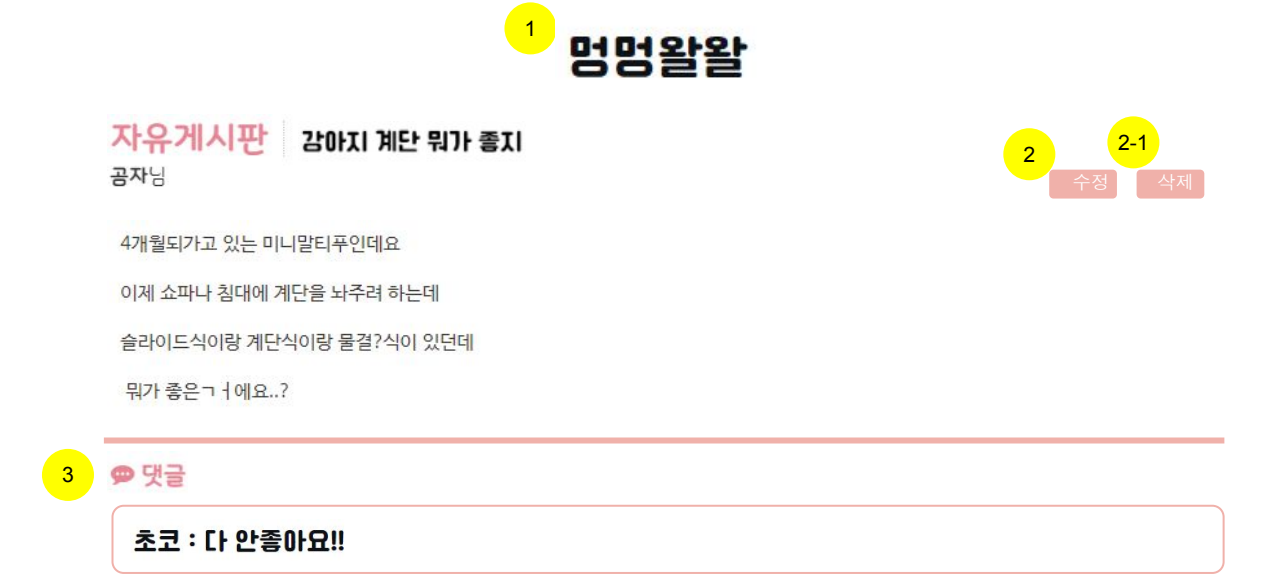 1
멍멍왈왈
자유게시판 강아지 계단 뭐가 좋지
공자님
2
2-1
수정 삭제
4개월되가고 있는 미니말티푸인데요
이제 쇼파나 침대에 계단을 놔주려 하는데
슬라이드식이랑 계단식이랑 물결?식이 있던데
뭐가 좋은ㄱㅓ에요..?
3
댓글
초코 : 다 안좋아요!!